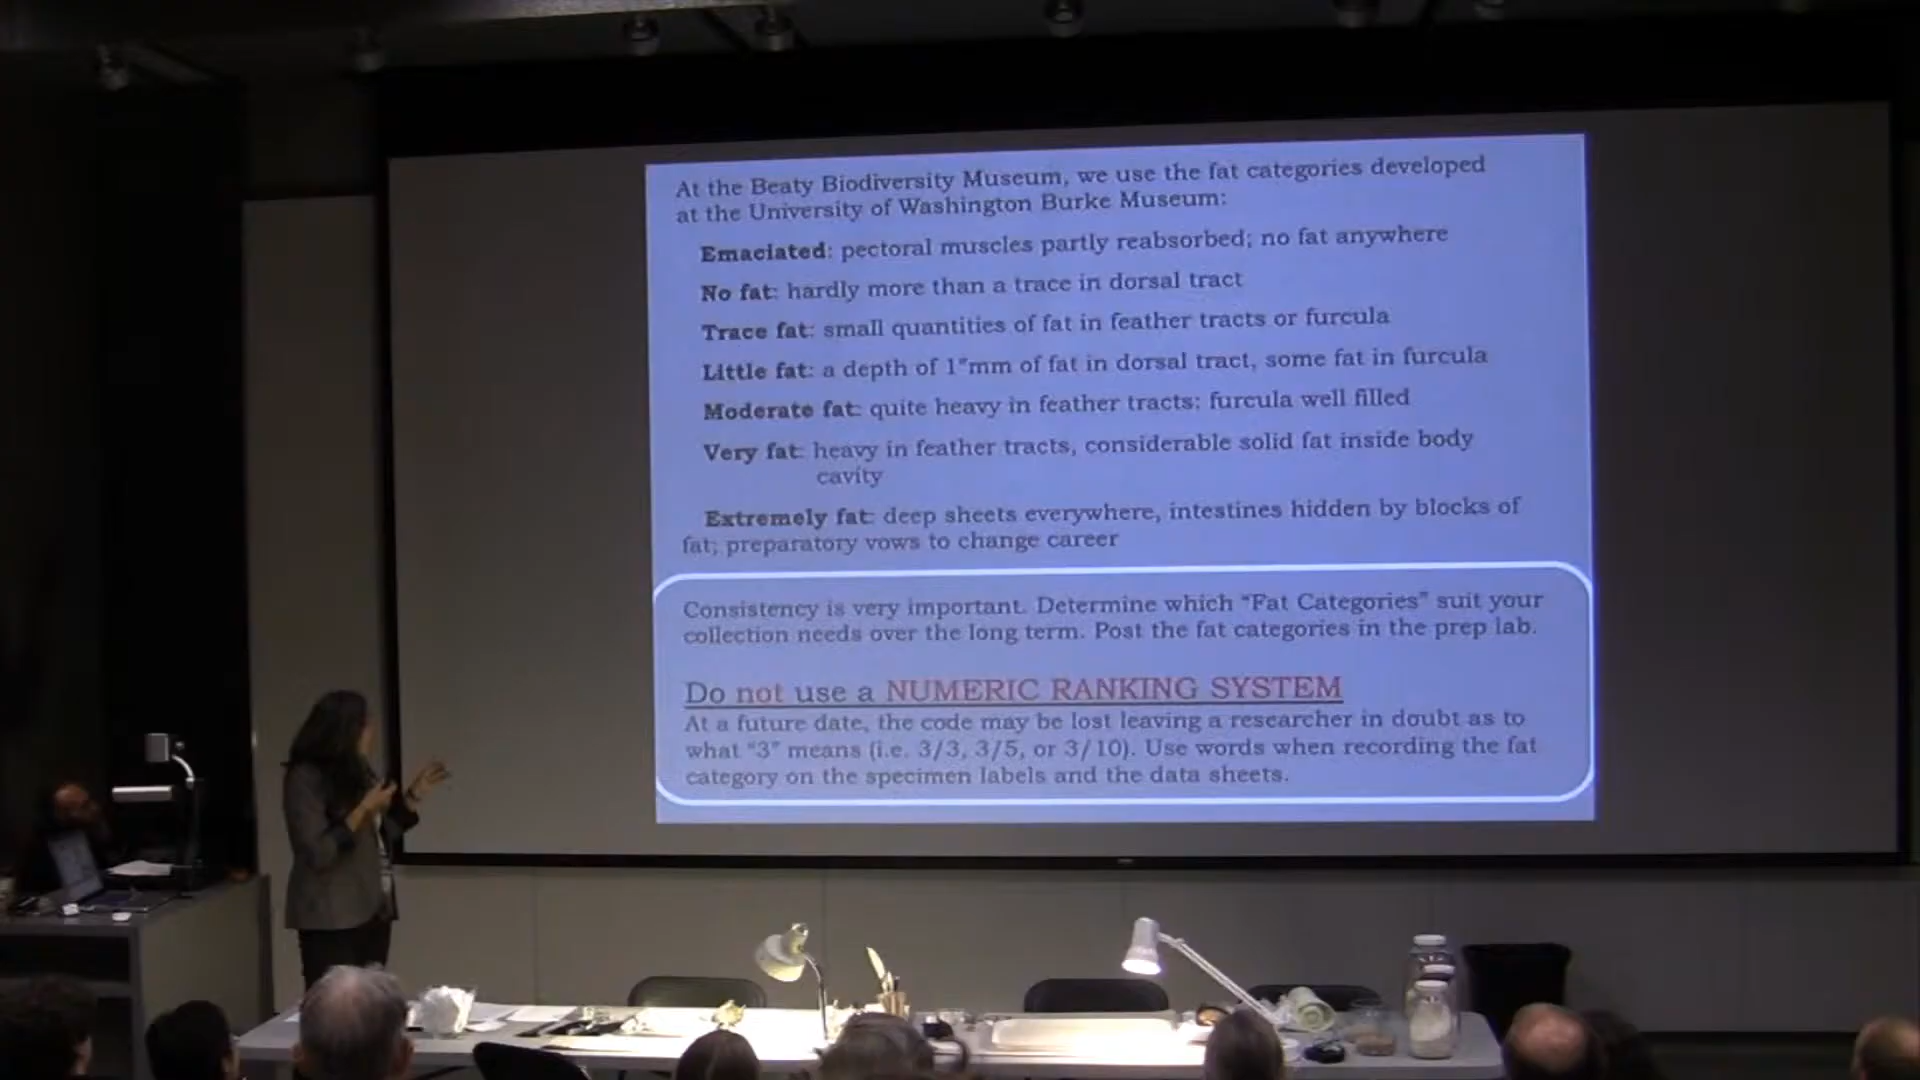 At the Beaty Biodiversity Museum, we use the fat categories developed
at the University of Washington Burke Museum:
Emaciated: pectoral muscles partly reabsorbed; no fat anywhere
No fat: hardly more than a trace in dorsal tract
Trace fat: small quantities of fat in feather tracts or furcula
Little fat: a depth of 1"mm of fat in dorsal tract, some fat in furcula
Moderate fat: quite heavy in feather tracts; furcula well filled
Very fat: heavy in feather tracts, considerable solid fat inside body
cavity
Extremely fat: deep sheets everywhere, intestines hidden by blocks of
fat; preparatory vows to change career
Consistency is very important. Determine which "Fat Categories" suit your
collection needs over the long term. Post the fat categories in the prep lab.
Do not use a NUMERIC RANKING SYSTEM
At a future date, the code may be lost leaving a researcher in doubt as to
what "3" means (i.e. 3/3, 3/5, or 3/10). Use words when recording the fat
category on the specimen labels and the data sheets.